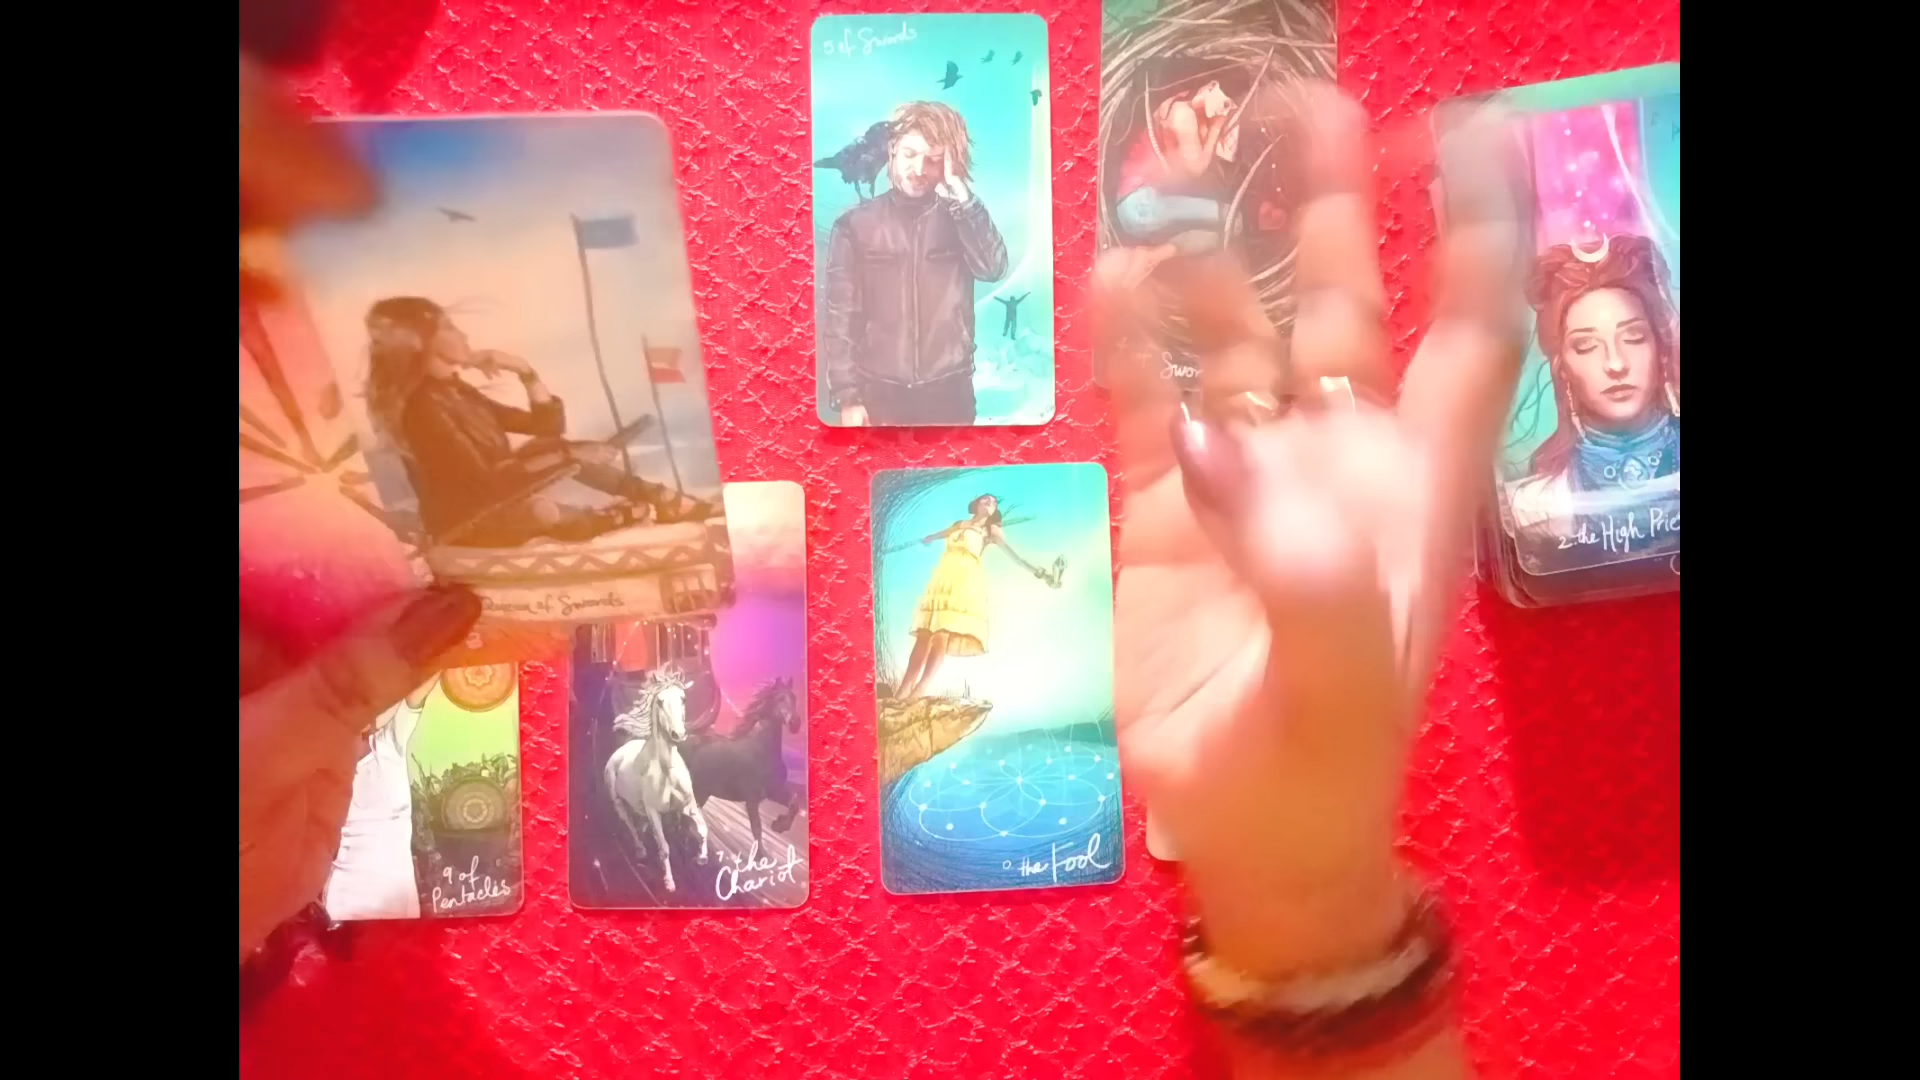 5 of Swords
Queen of Swords
2. the High Prie
9 of
Pentacles
7. the
Chariot
0. the Fool